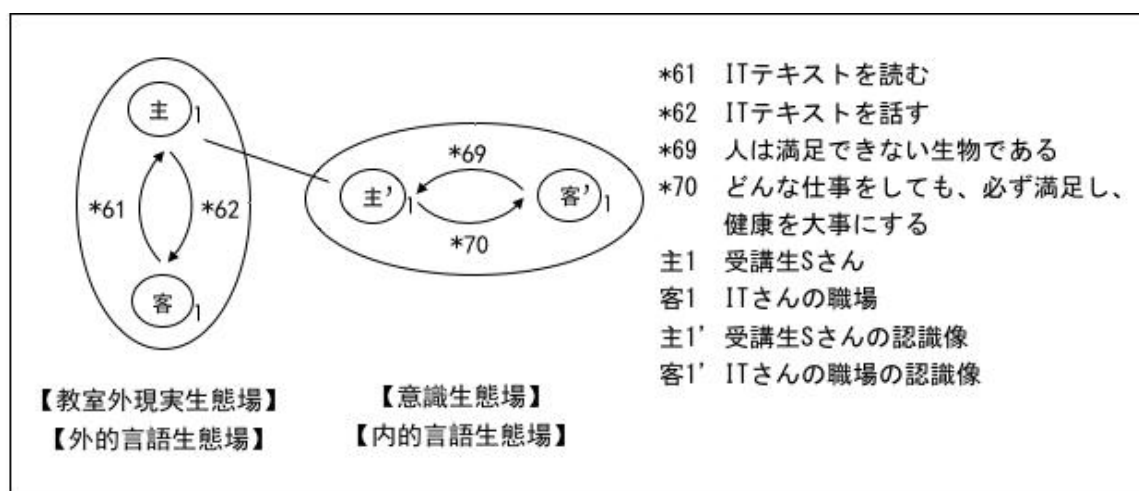 主1
*61
*62
客1
*69
主'1
客'1
*70
【教室外現実生態場】
【外的言語生態場】
【意識生態場】
【内的言語生態場】
*61 ITテキストを読む
*62 ITテキストを話す
*69 人は満足できない生物である
*70 どんな仕事をしても、必ず満足し、
健康を大事にする
主1 受講生Sさん
客1 ITさんの職場
主1' 受講生Sさんの認識像
客1' ITさんの職場の認識像